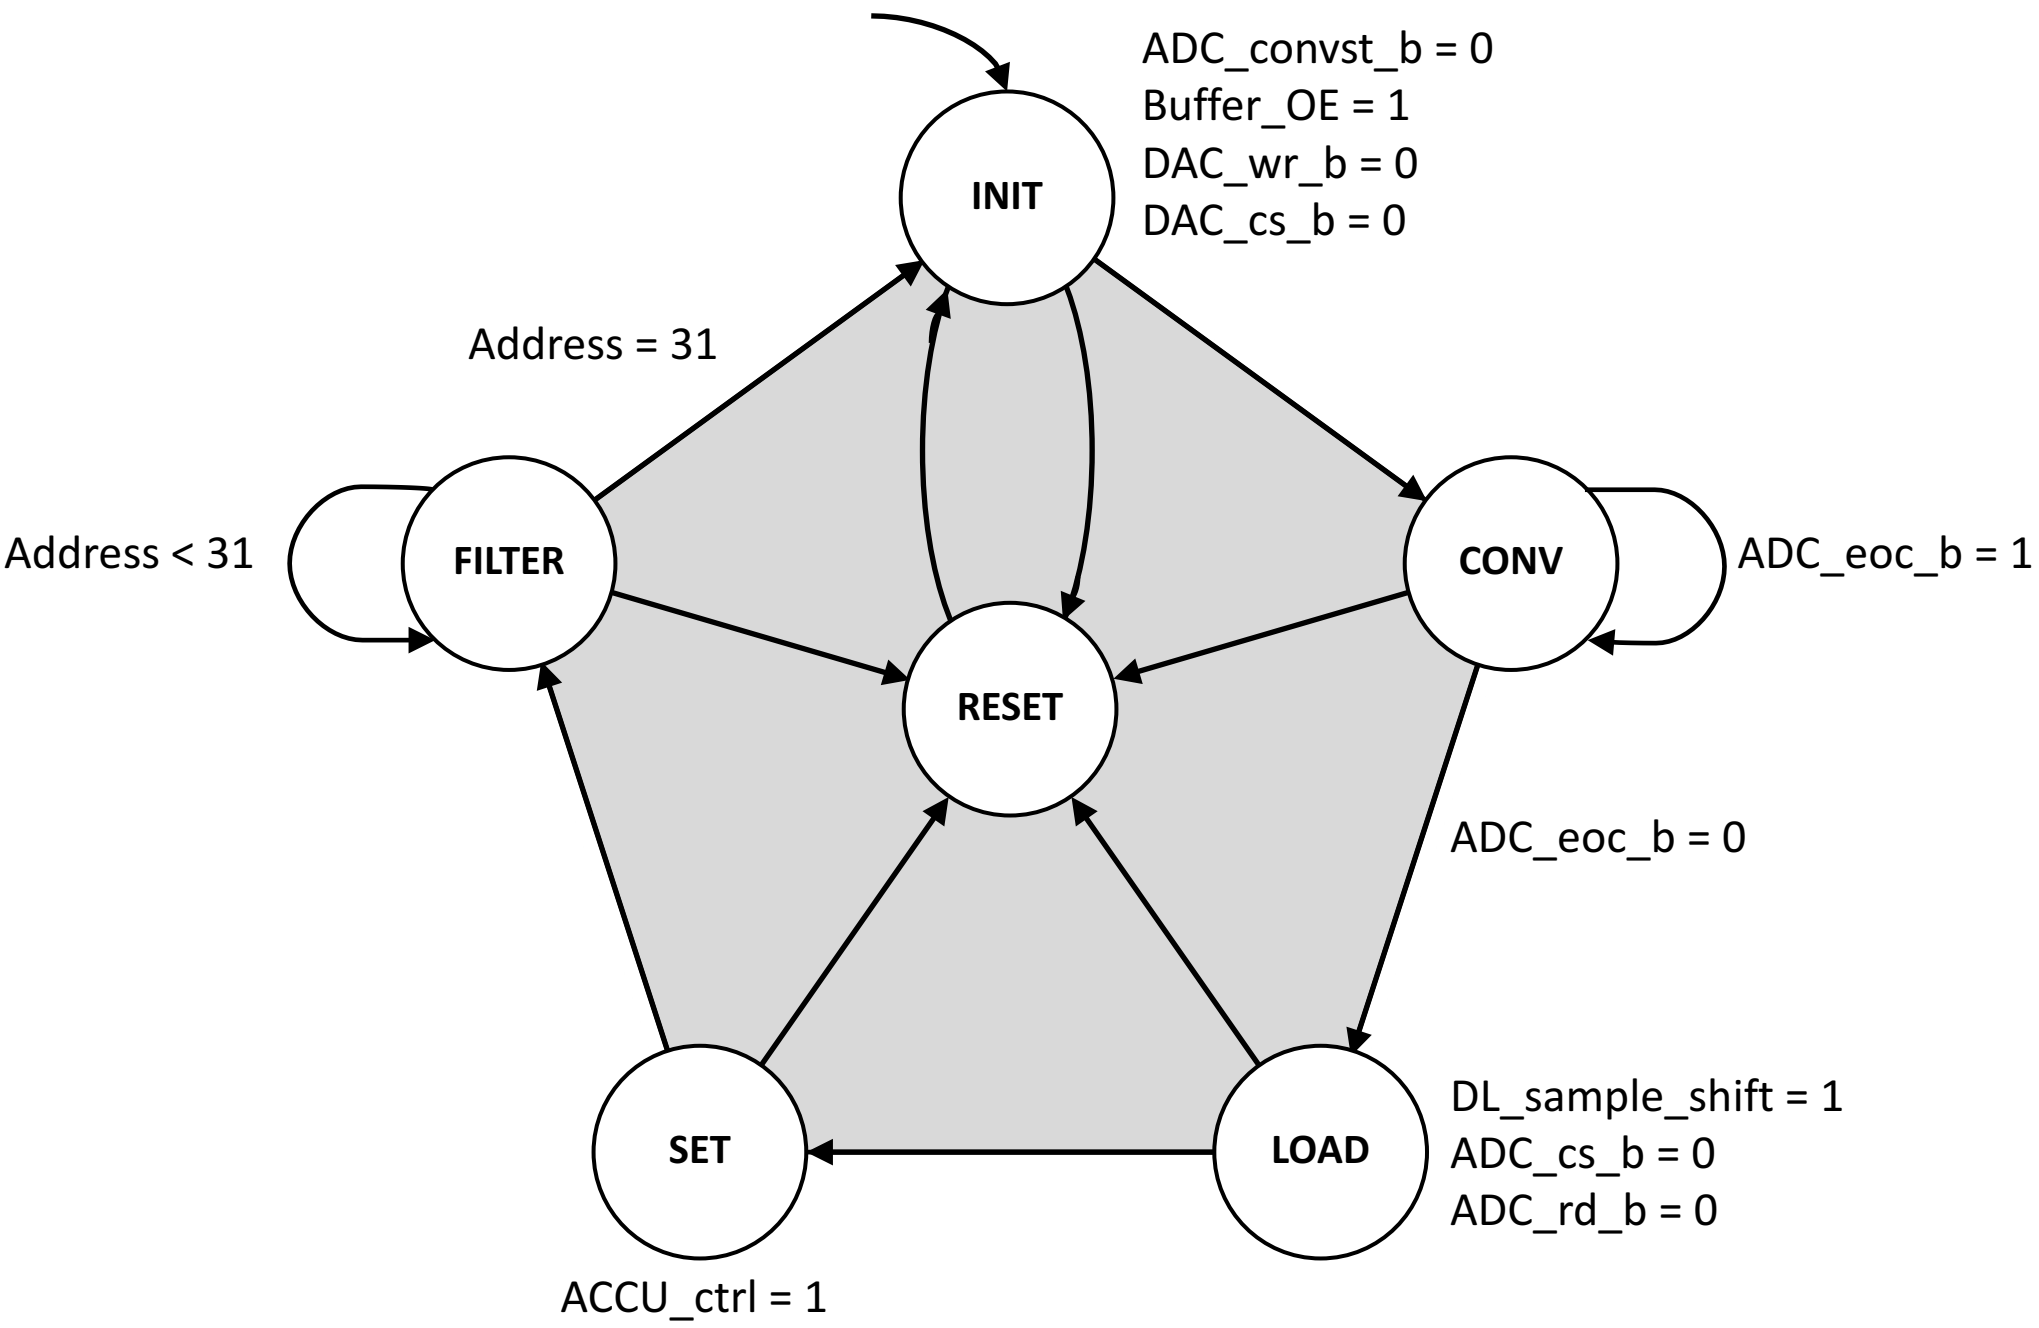 ADC_convst_b = 0
Buffer_OE = 1
DAC_wr_b = 0
DAC_cs_b = 0
INIT
Address = 31
Address < 31
FILTER
CONV
ADC_eoc_b = 1
RESET
ADC_eoc_b = 0
SET
LOAD
DL_sample_shift = 1
ADC_cs_b = 0
ADC_rd_b = 0
ACCU_ctrl = 1